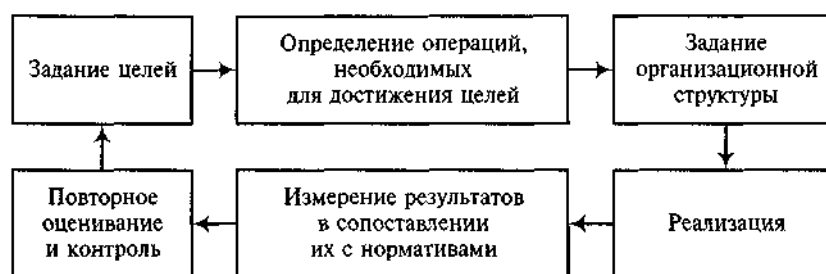 Задание целей
Определение операций,
необходимых
для достижения целей
Задание
организационной
структуры
Повторное
оценивание
и контроль
Измерение результатов
в сопоставлении
их с нормативами
Реализация